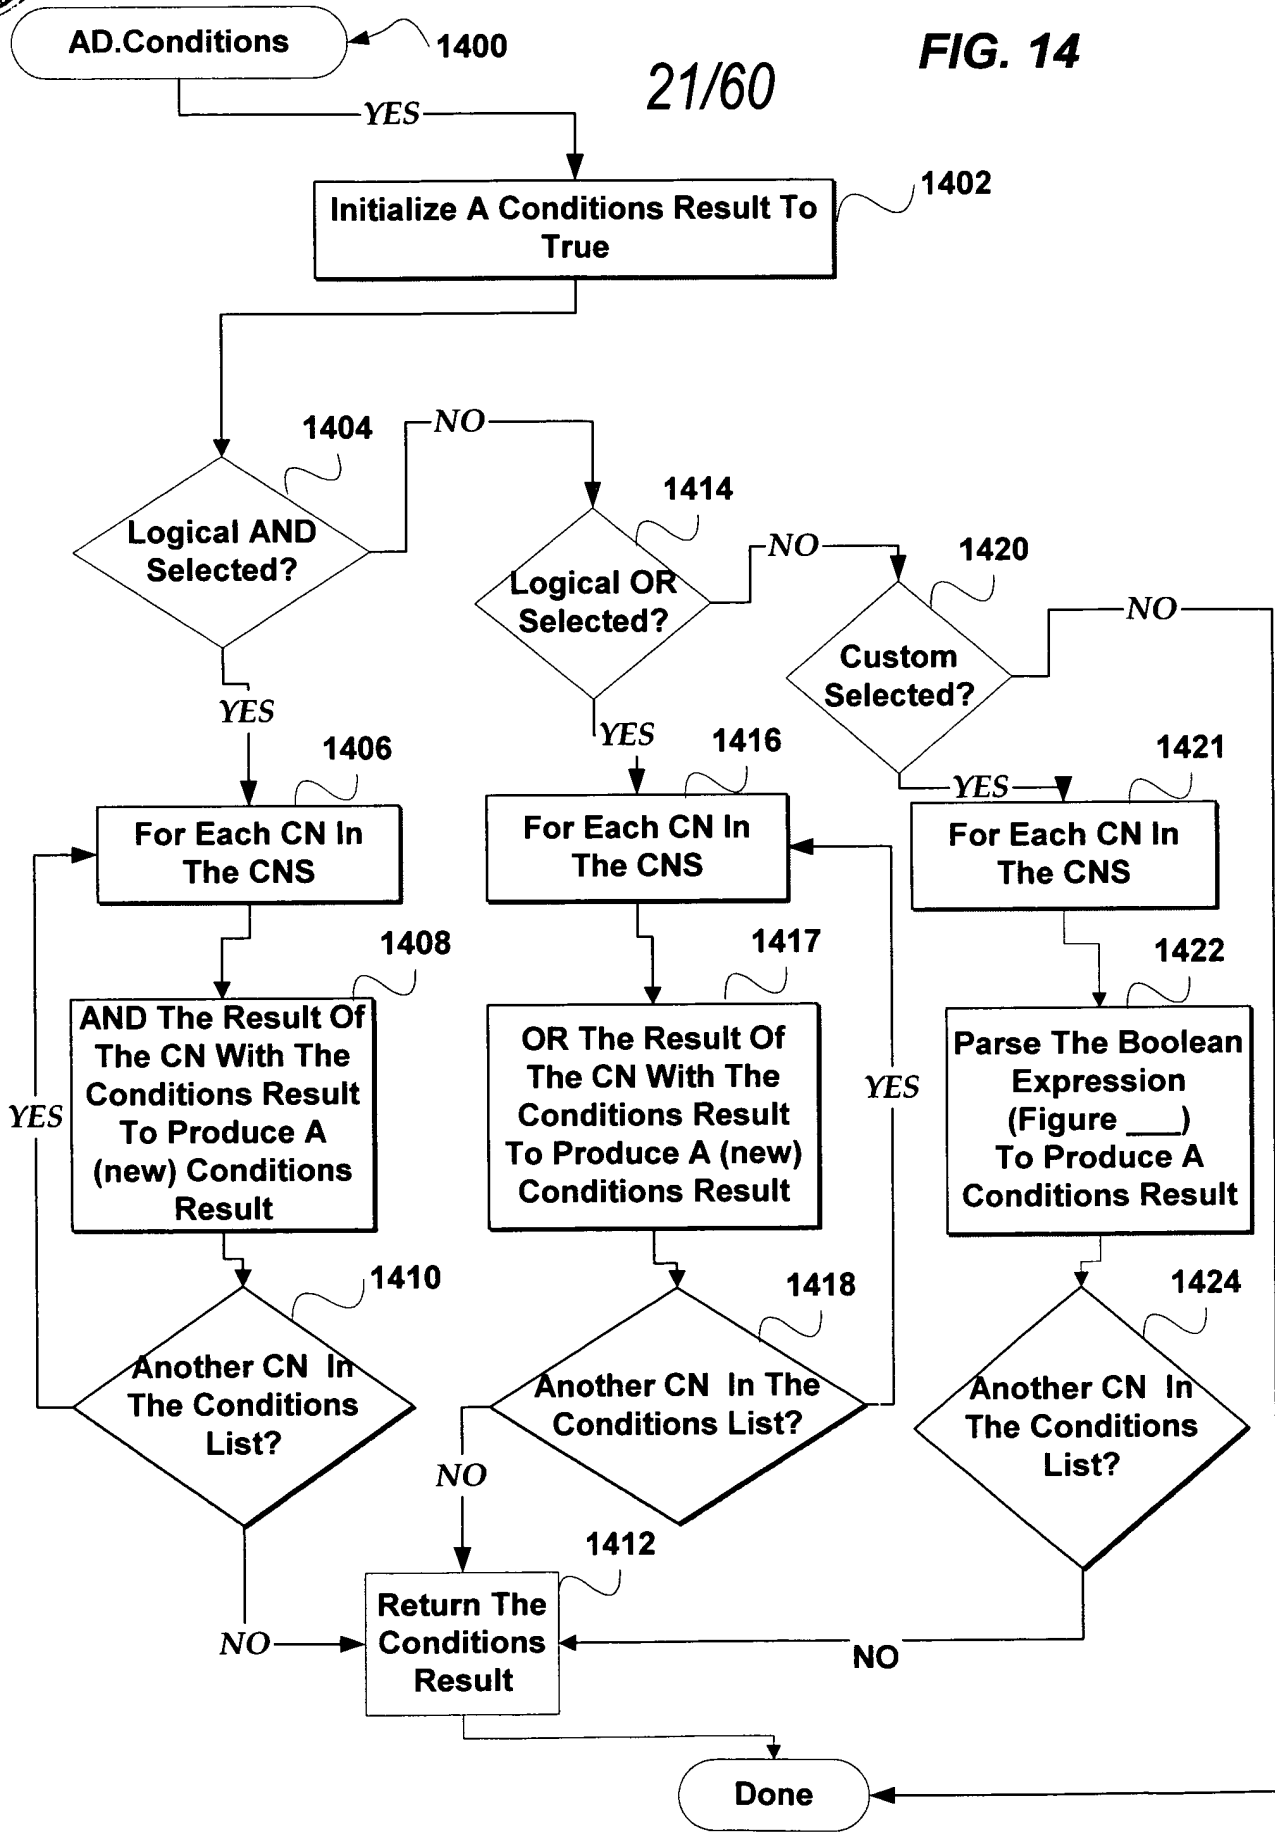 AD.Conditions
1400
FIG. 14
21/60
YES
1402
Initialize A Conditions Result To
True
1404
NO
Logical AND
Selected?
1414
NO
Logical OR
Selected?
1420
NO
Custom
Selected?
YES
YES
YES
1406
For Each CN In
The CNS
1416
For Each CN In
The CNS
1421
For Each CN In
The CNS
1408
AND The Result Of
The CN With The
Conditions Result
To Produce A
(new) Conditions
Result
YES
1417
OR The Result Of
The CN With The
Conditions Result
To Produce A (new)
Conditions Result
YES
1422
Parse The Boolean
Expression
(Figure ___)
To Produce A
Conditions Result
1410
Another CN In
The Conditions
List?
1418
Another CN In The
Conditions List?
1424
Another CN In
The Conditions
List?
NO
NO
NO
1412
Return The
Conditions
Result
Done